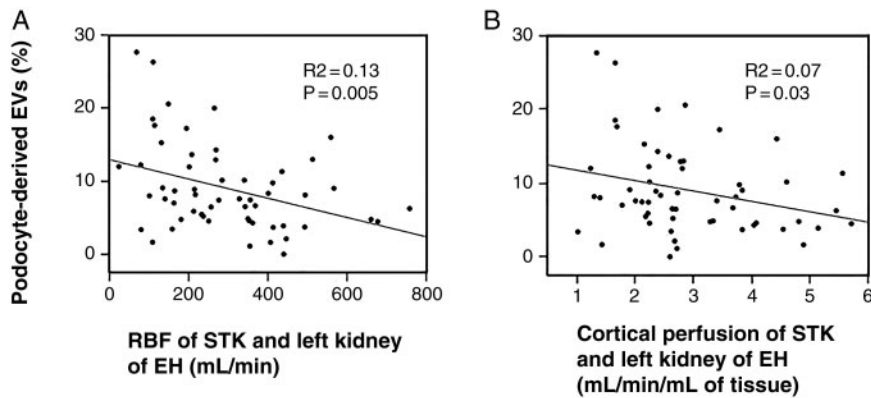 A
Podocyte-derived EVs (%)
30
20
10
0
R2=0.13
P=0.005
0 200 400 600 800
RBF of STK and left kidney
of EH (mL/min)
B
30
20
10
0
R2=0.07
P=0.03
1 2 3 4 5 6
Cortical perfusion of STK
and left kidney of EH
(mL/min/mL of tissue)